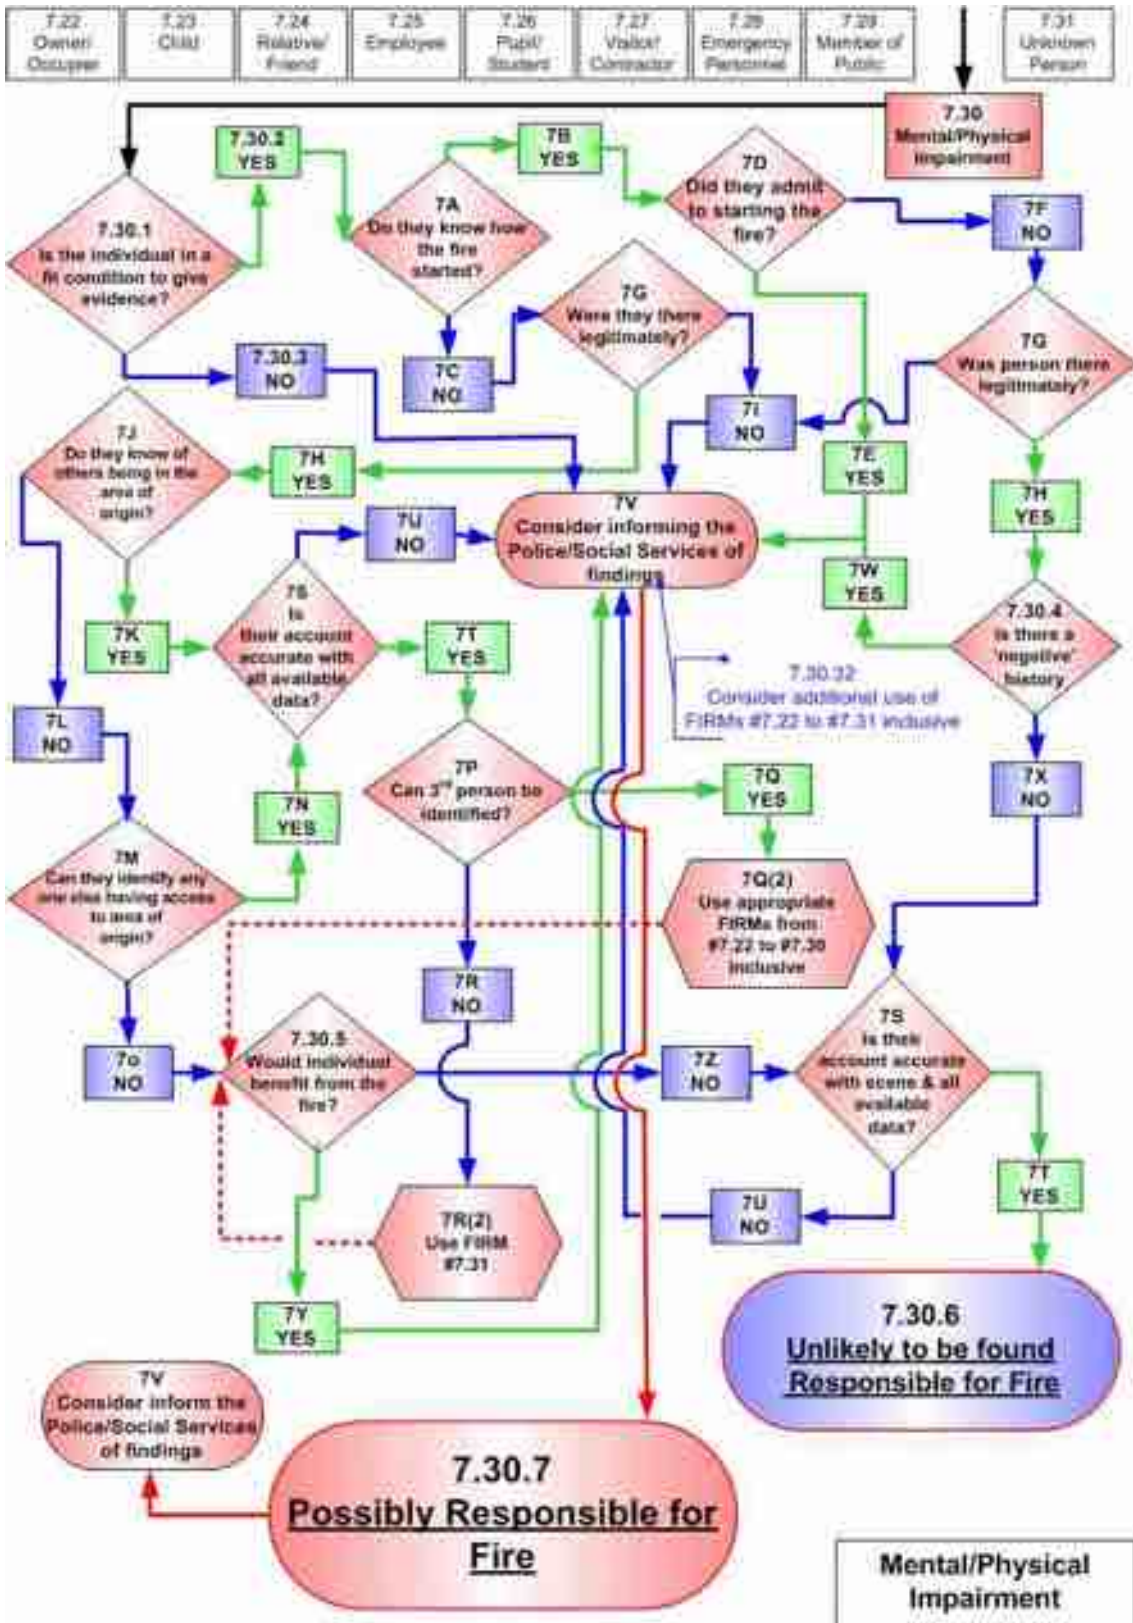 7.22
Owner/
Occupier
7.23
Child
7.24
Relative/
Friend
7.25
Employee
7.26
Pupil/
Student
7.27
Visitor/
Contractor
7.28
Emergency
Personnel
7.29
Member of
Public
7.31
Unknown
Person
7.30
Mental/Physical
Impairment
7.30.2
YES
7B
YES
7D
Did they admit
to starting the
fire?
7A
Do they know how
the fire
started?
7F
NO
7.30.1
Is the individual in a
fit condition to give
evidence?
7G
Were they there
legitimately?
7G
Was person there
legitimately?
7.30.3
NO
7C
NO
7I
NO
7J
Do they know of
others being in the
area of
origin?
7H
YES
7E
YES
7H
YES
7U
NO
7V
Consider informing the
Police/Social Services of
findings
7W
YES
7.30.4
Is there a
'negative'
history
7K
YES
7S
Is
their account
accurate with
all available
data?
7T
YES
7.30.32
Consider additional use of
FIRMs #7.22 to #7.31 inclusive
7L
NO
7P
Can 3rd person be
identified?
7Q
YES
7X
NO
7N
YES
7M
Can they identify any
one else having access
to area of
origin?
7Q(2)
Use appropriate
FIRMs from
#7.22 to #7.30
inclusive
7R
NO
7o
NO
7.30.5
Would individual
benefit from the
fire?
7Z
NO
7S
Is their
account accurate
with scene & all
available
data?
7T
YES
7U
NO
7R(2)
Use FIRM
#7.31
7Y
YES
7.30.6
Unlikely to be found
Responsible for Fire
7V
Consider inform the
Police/Social Services
of findings
7.30.7
Possibly Responsible for
Fire
Mental/Physical
Impairment